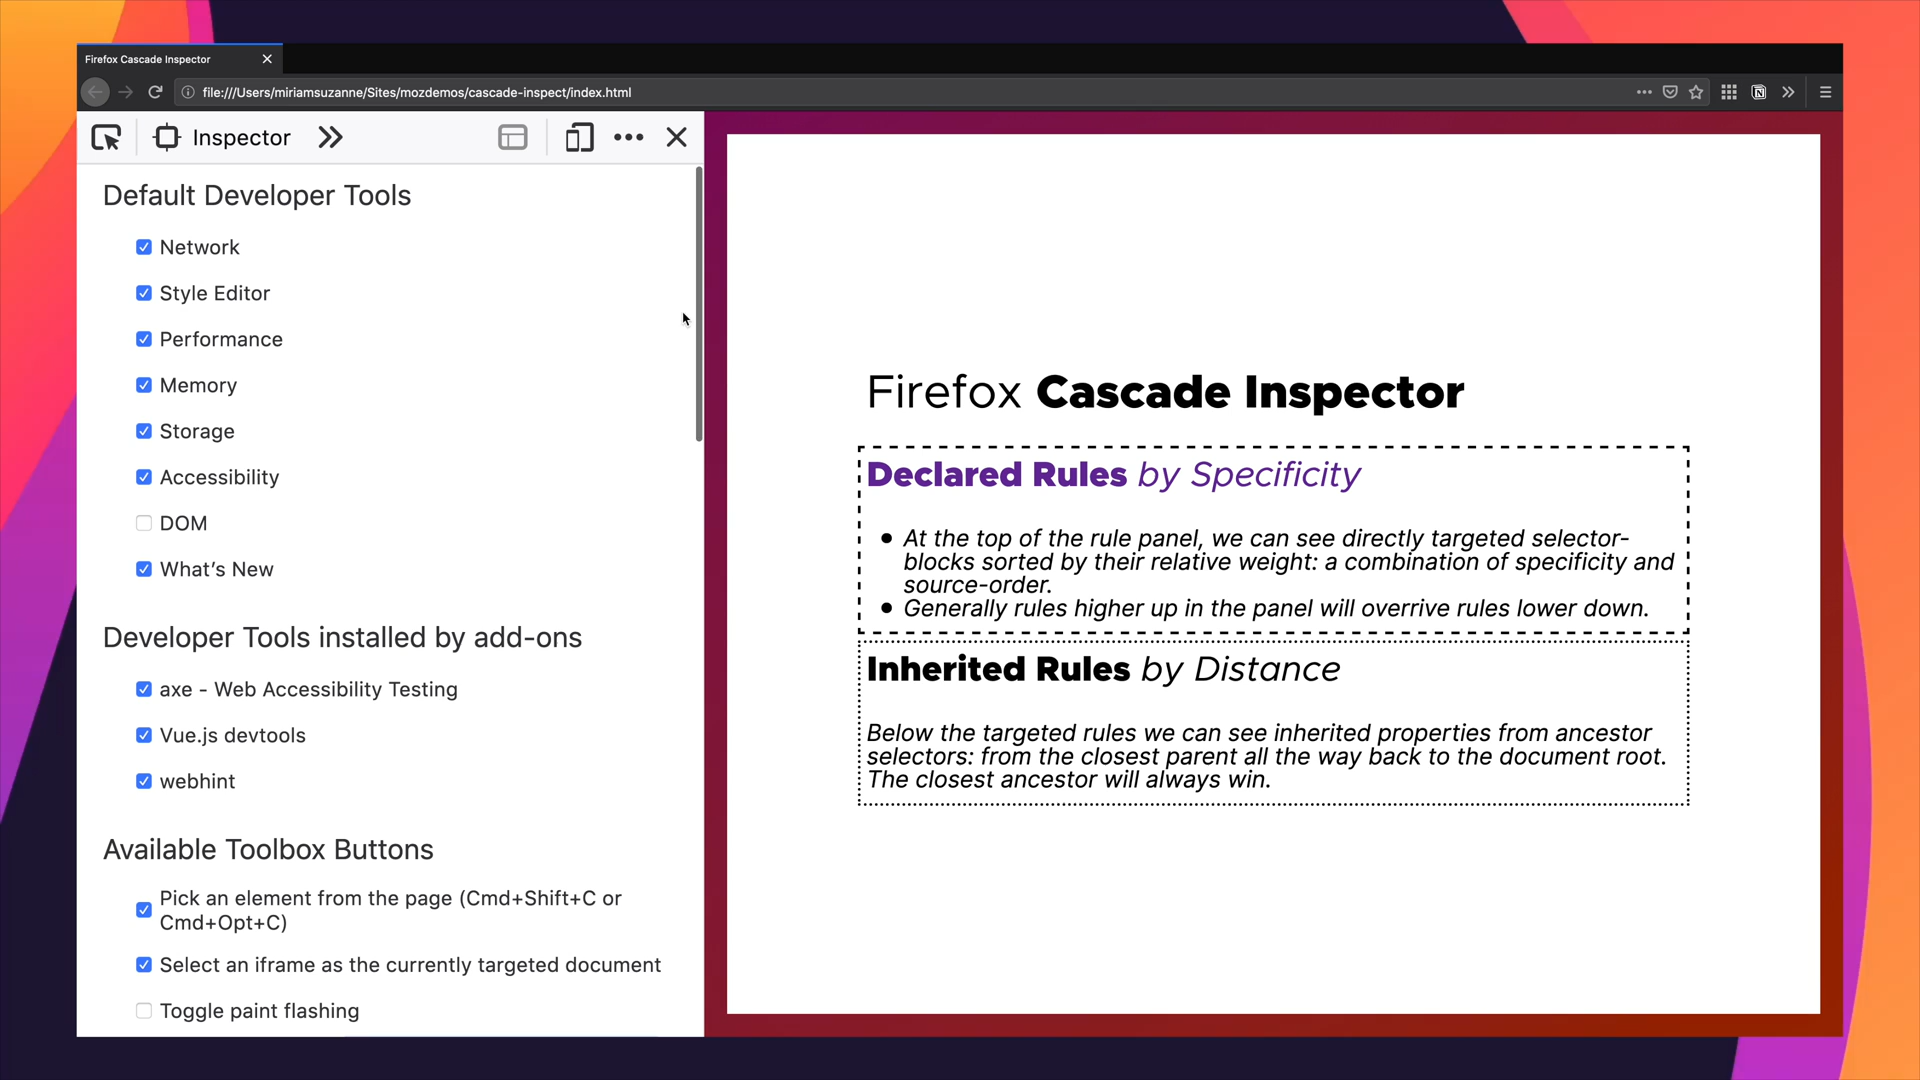 Firefox Cascade Inspector
file:///Users/miriamsuzanne/Sites/mozdemos/cascade-inspect/index.html
Inspector
Default Developer Tools
Network
Style Editor
Performance
Memory
Storage
Accessibility
DOM
What’s New
Developer Tools installed by add-ons
axe - Web Accessibility Testing
Vue.js devtools
webhint
Available Toolbox Buttons
Pick an element from the page (Cmd+Shift+C or
Cmd+Opt+C)
Select an iframe as the currently targeted document
Toggle paint flashing
Firefox Cascade Inspector
Declared Rules by Specificity
At the top of the rule panel, we can see directly targeted selector-
blocks sorted by their relative weight: a combination of specificity and
source-order.
Generally rules higher up in the panel will overrive rules lower down.
Inherited Rules by Distance
Below the targeted rules we can see inherited properties from ancestor
selectors: from the closest parent all the way back to the document root.
The closest ancestor will always win.